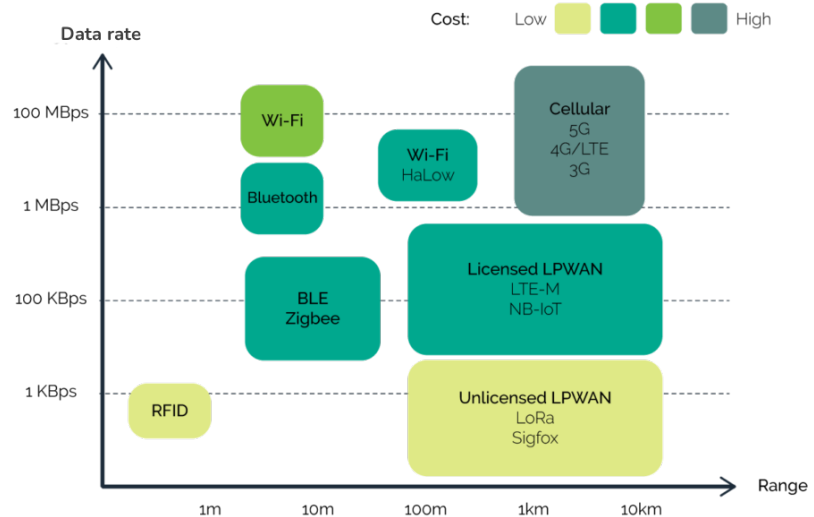 Cost: Low High
Data rate
100 MBps
Wi-Fi
Cellular
5G
4G/LTE
3G
Wi-Fi
HaLow
Bluetooth
1 MBps
Licensed LPWAN
LTE-M
NB-IoT
BLE
Zigbee
100 KBps
1 KBps
Unlicensed LPWAN
LoRa
Sigfox
RFID
Range
1m 10m 100m 1km 10km